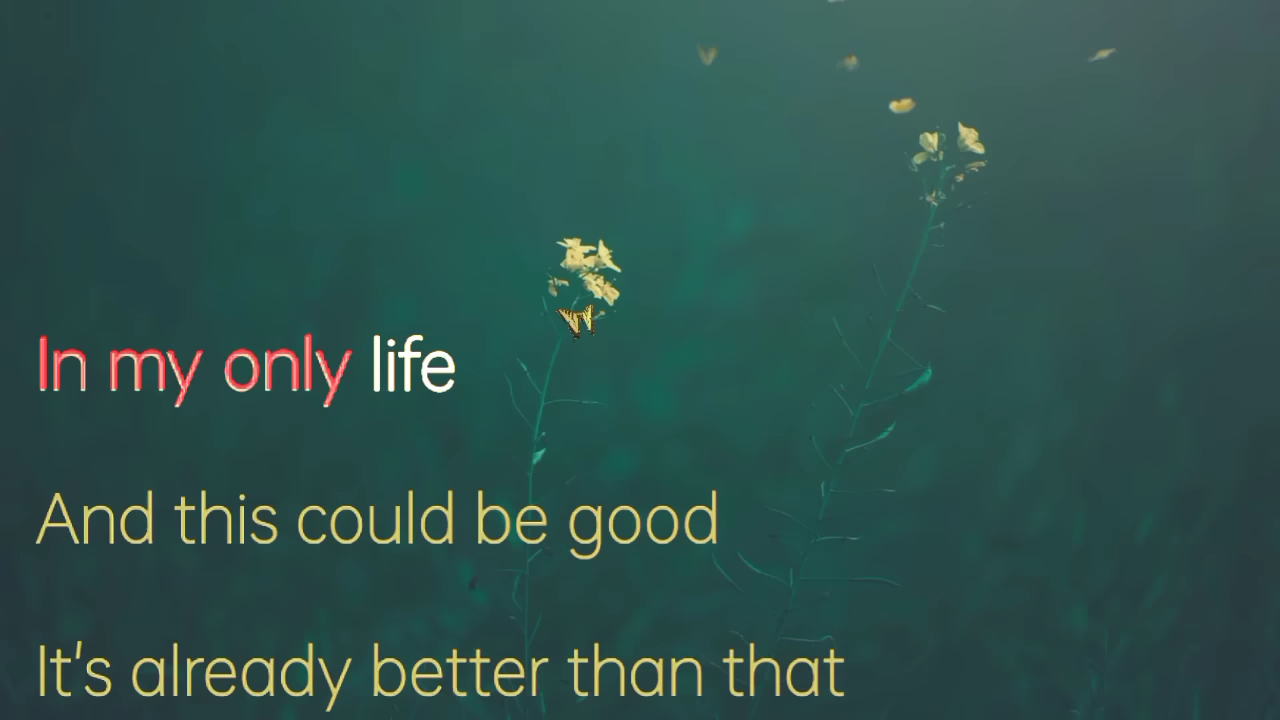 In my only life
And this could be good
It's already better than that